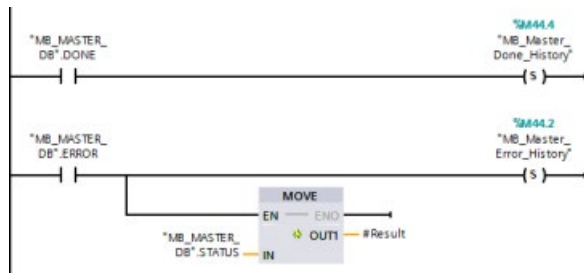 %M44.4
"MB_MASTER_
DB".DONE
"MB_Master_
Done_History"
S
%M44.2
"MB_MASTER_
DB".ERROR
"MB_Master_
Error_History"
S
MOVE
EN
ENO
"MB_MASTER_
DB".STATUS
IN
OUT1
#Result